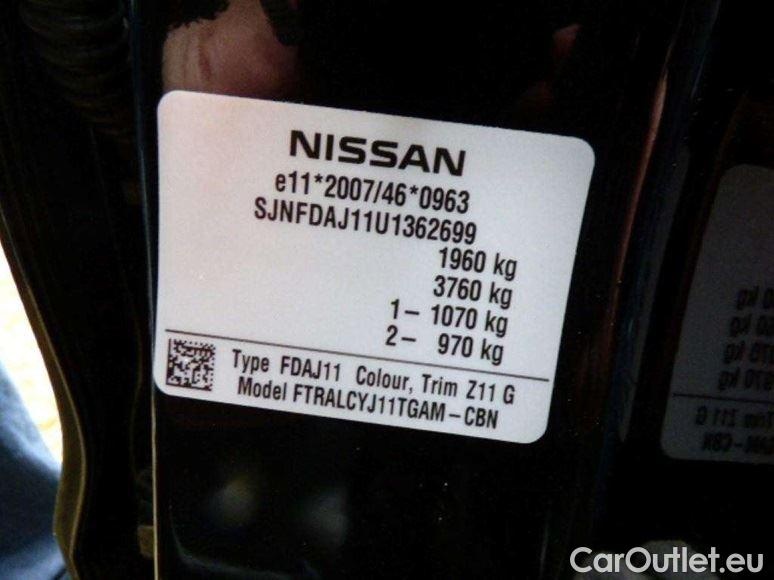 NISSAN
e11*2007/46*0963
SJNFDAJ11U1362699
1960 kg
3760 kg
1– 1070 kg
2– 970 kg
Type FDAJ11 Colour, Trim Z11 G
Model FTRALCYJ11TGAM–CBN
CarOutlet.eu